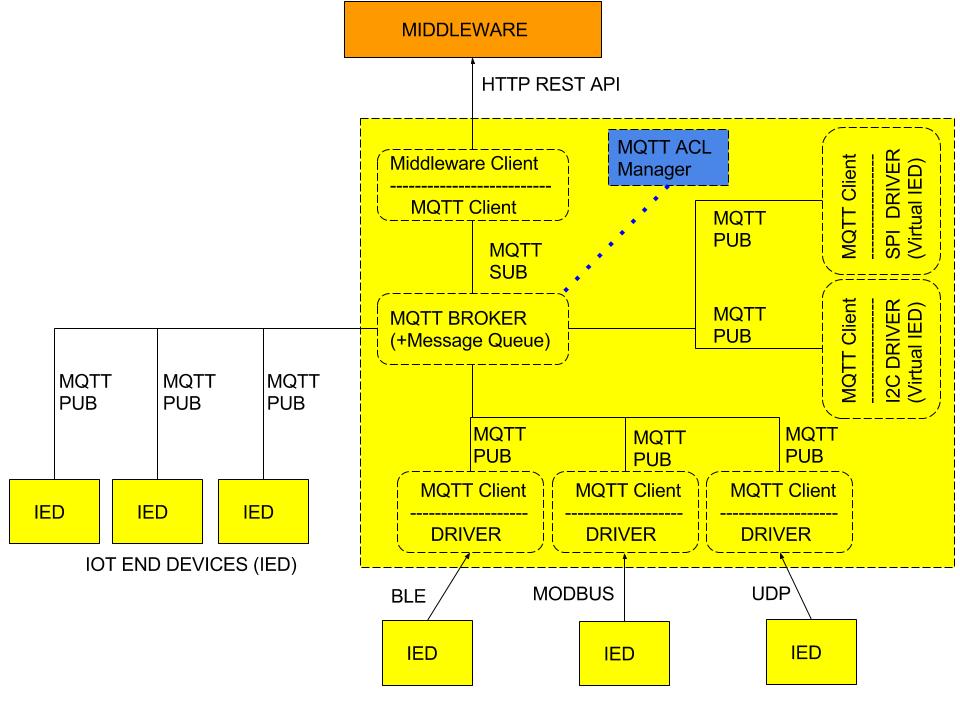 MIDDLEWARE
HTTP REST API
Middleware Client
MQTT Client
MQTT ACL
Manager
MQTT
SUB
MQTT BROKER
(+Message Queue)
MQTT
PUB
MQTT
PUB
MQTT Client
SPI DRIVER
(Virtual IED)
MQTT Client
I2C DRIVER
(Virtual IED)
MQTT
PUB
MQTT
PUB
MQTT
PUB
IED
IED
IED
IOT END DEVICES (IED)
MQTT
PUB
MQTT
PUB
MQTT
PUB
MQTT Client
DRIVER
MQTT Client
DRIVER
MQTT Client
DRIVER
BLE
MODBUS
UDP
IED
IED
IED